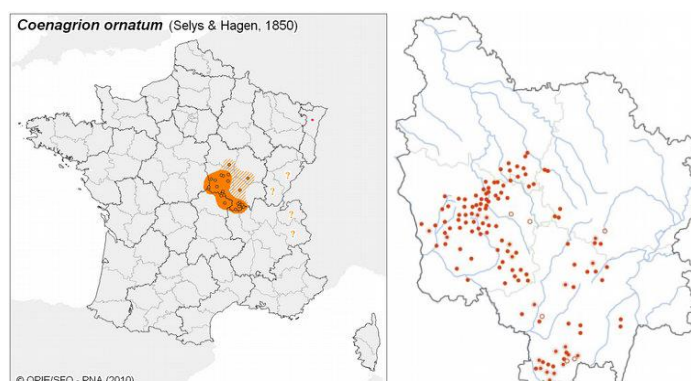 Coenagrion ornatum (Selys & Hagen, 1850)
?
?
?
?
© OPIE/SFO - PNA (2010)